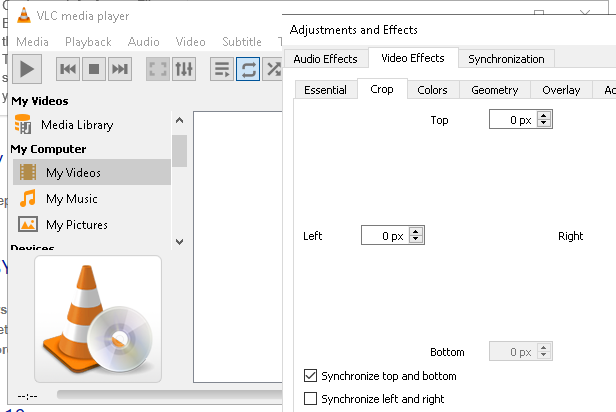 VLC media player
Media Playback Audio Video Subtitle T
My Videos
Media Library
My Computer
My Videos
My Music
My Pictures
Devices
--:--
Adjustments and Effects
Audio Effects Video Effects Synchronization
Essential Crop Colors Geometry Overlay
Top 0 px
Left 0 px Right
Bottom 0 px
Synchronize top and bottom
Synchronize left and right